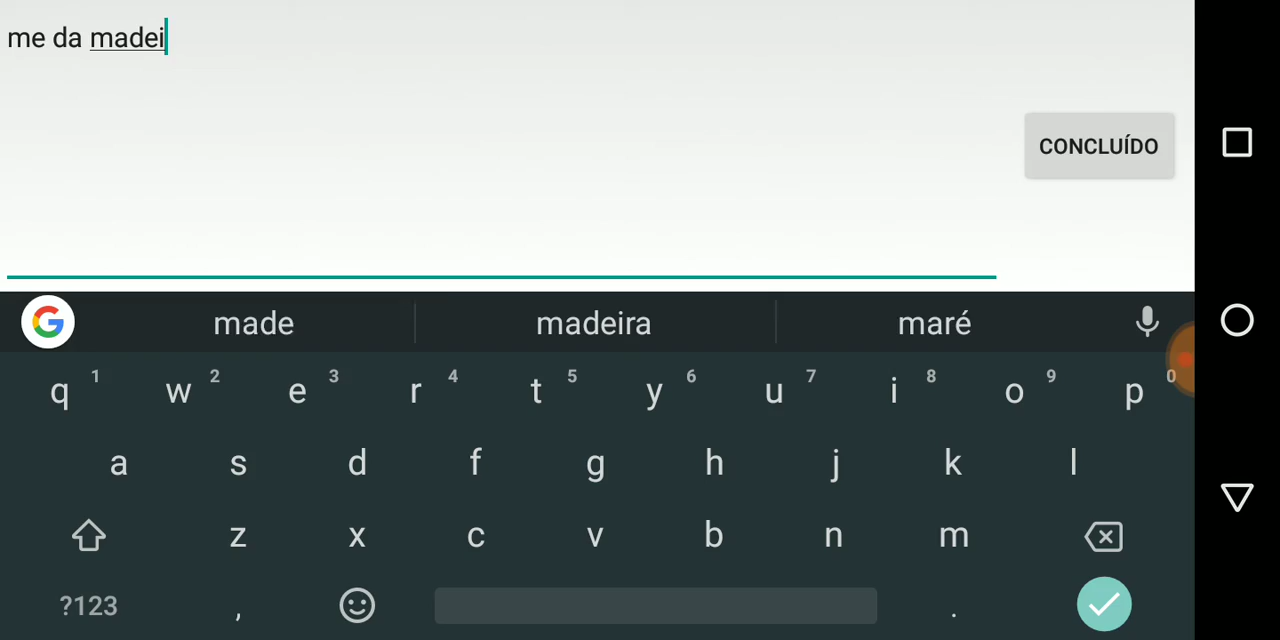 me da madei
CONCLUÍDO
made madeira maré
q 1 w 2 e 3 r 4 t 5 y 6 u 7 i 8 o 9 p 0
a s d f g h j k l
z x c v b n m
?123 , .